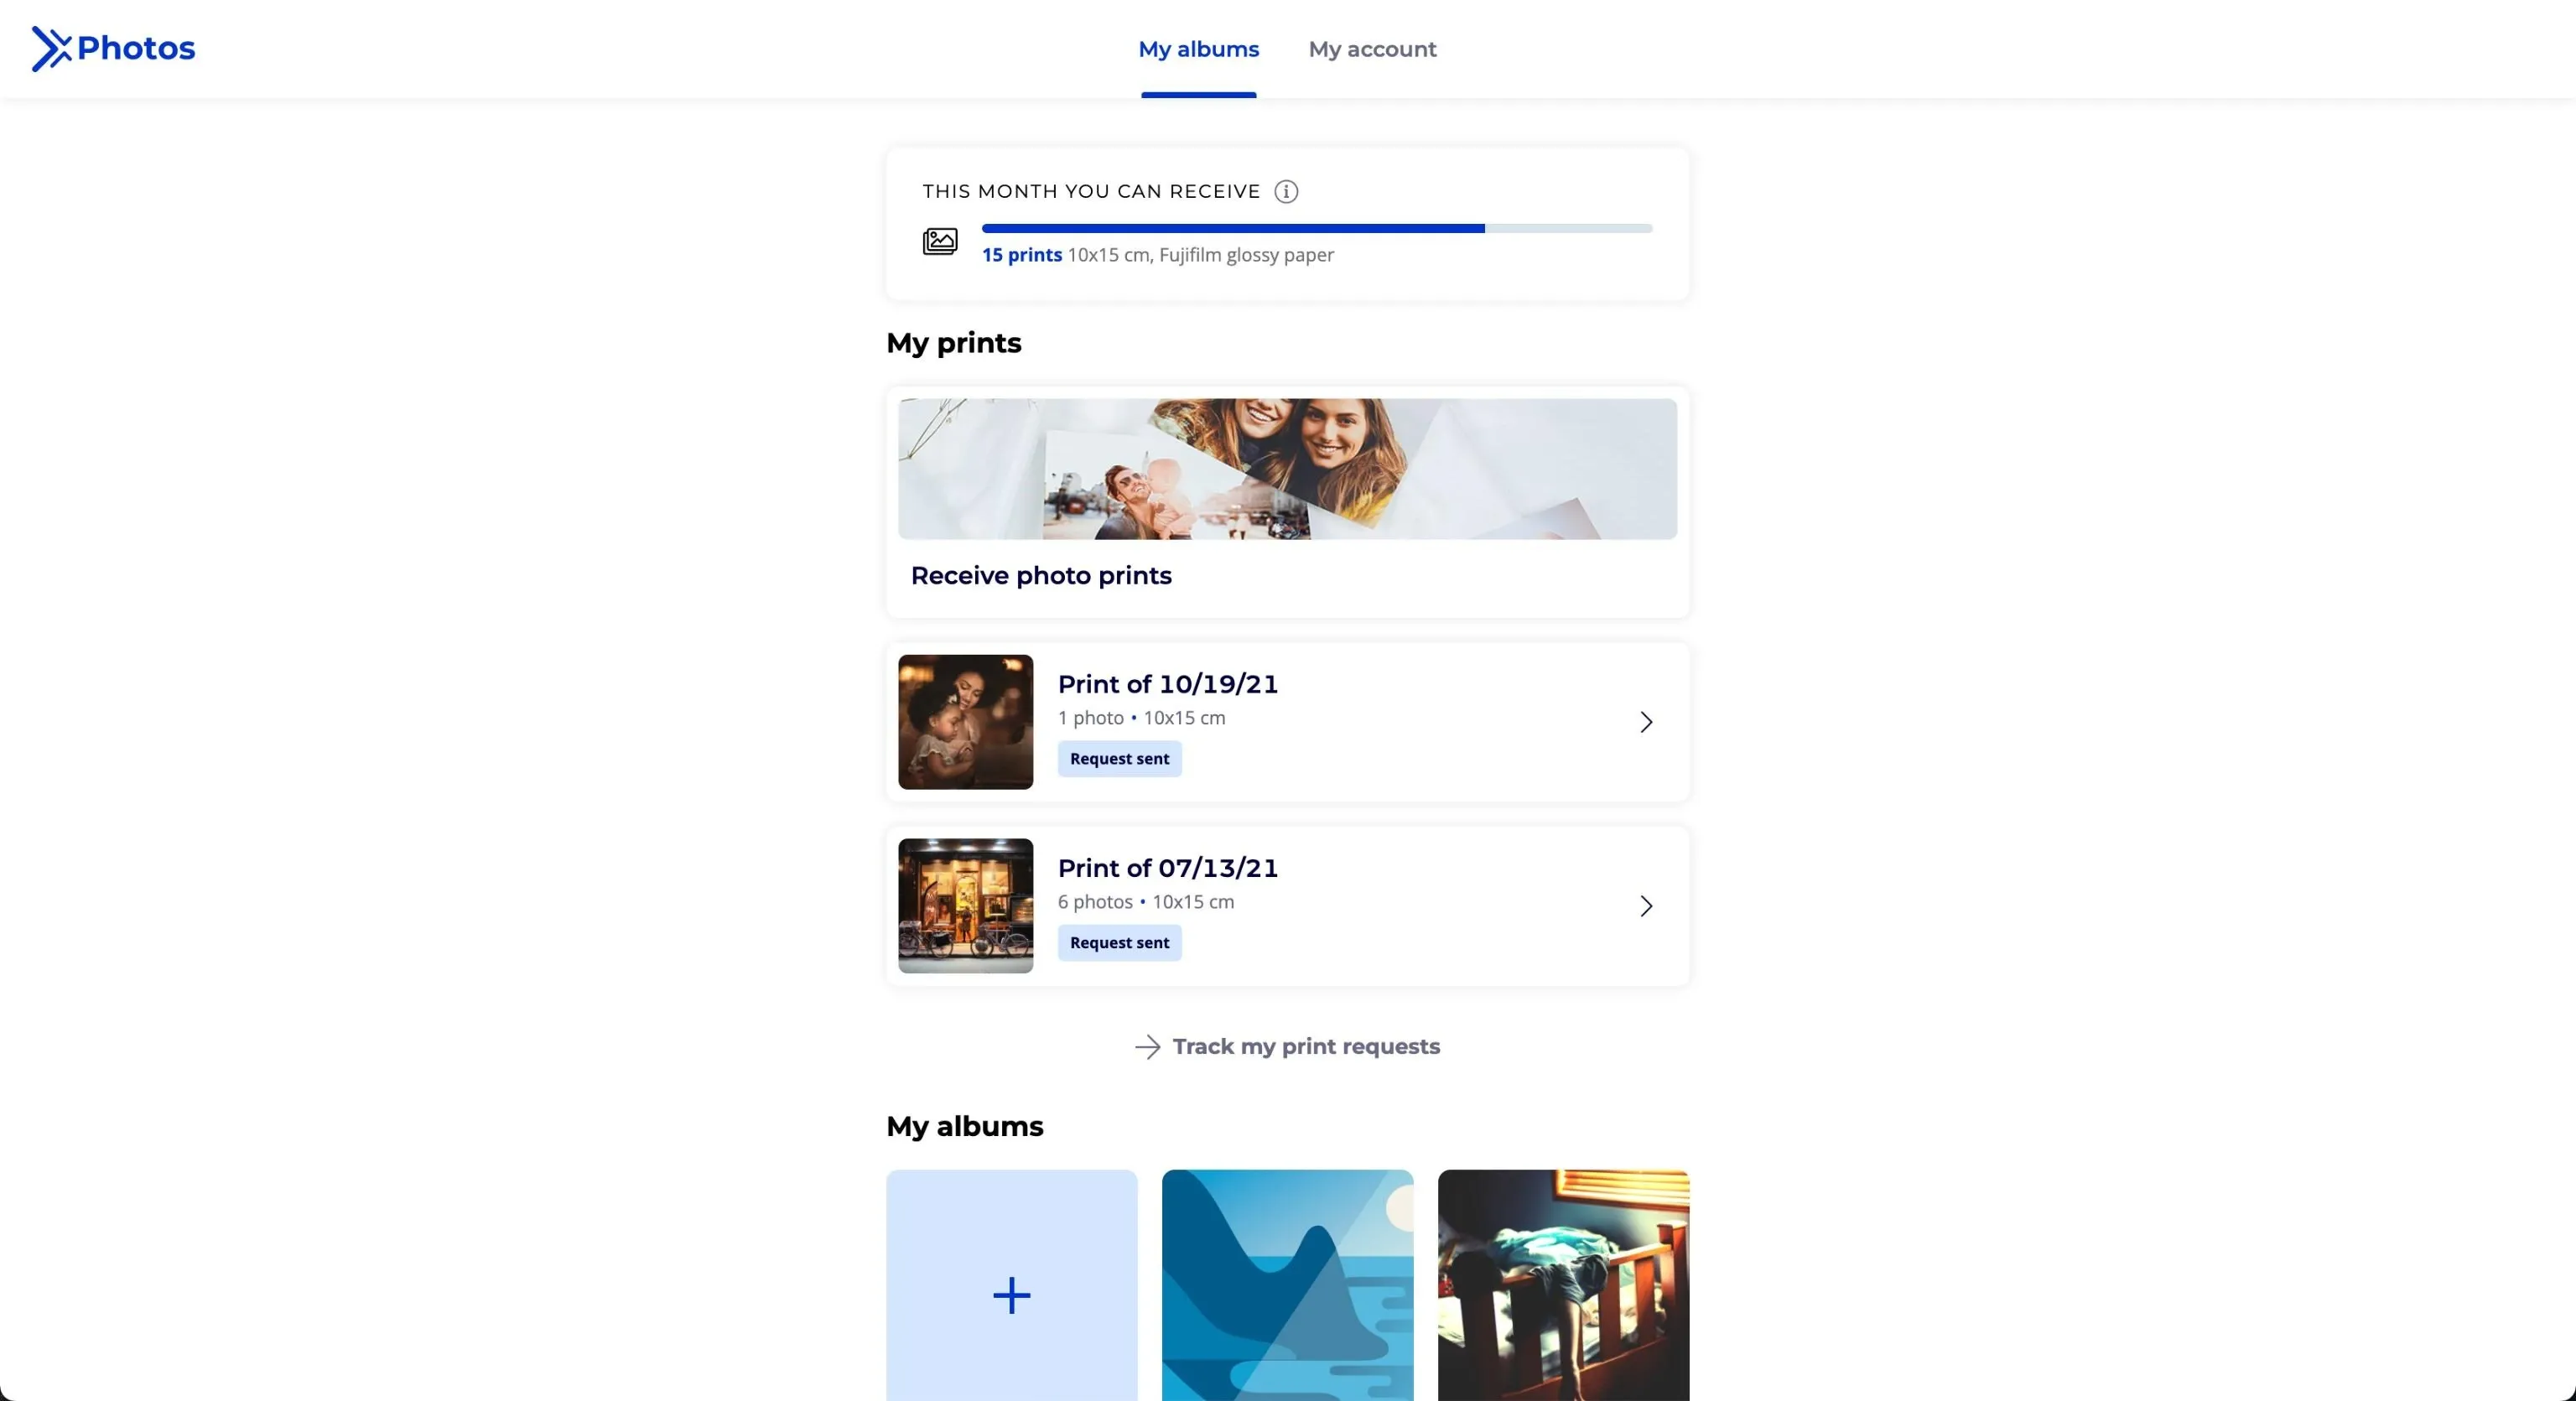 Photos
My albums
My account
THIS MONTH YOU CAN RECEIVE
15 prints 10x15 cm, Fujifilm glossy paper
My prints
Receive photo prints
Print of 10/19/21
1 photo • 10x15 cm
Request sent
Print of 07/13/21
6 photos • 10x15 cm
Request sent
Track my print requests
My albums